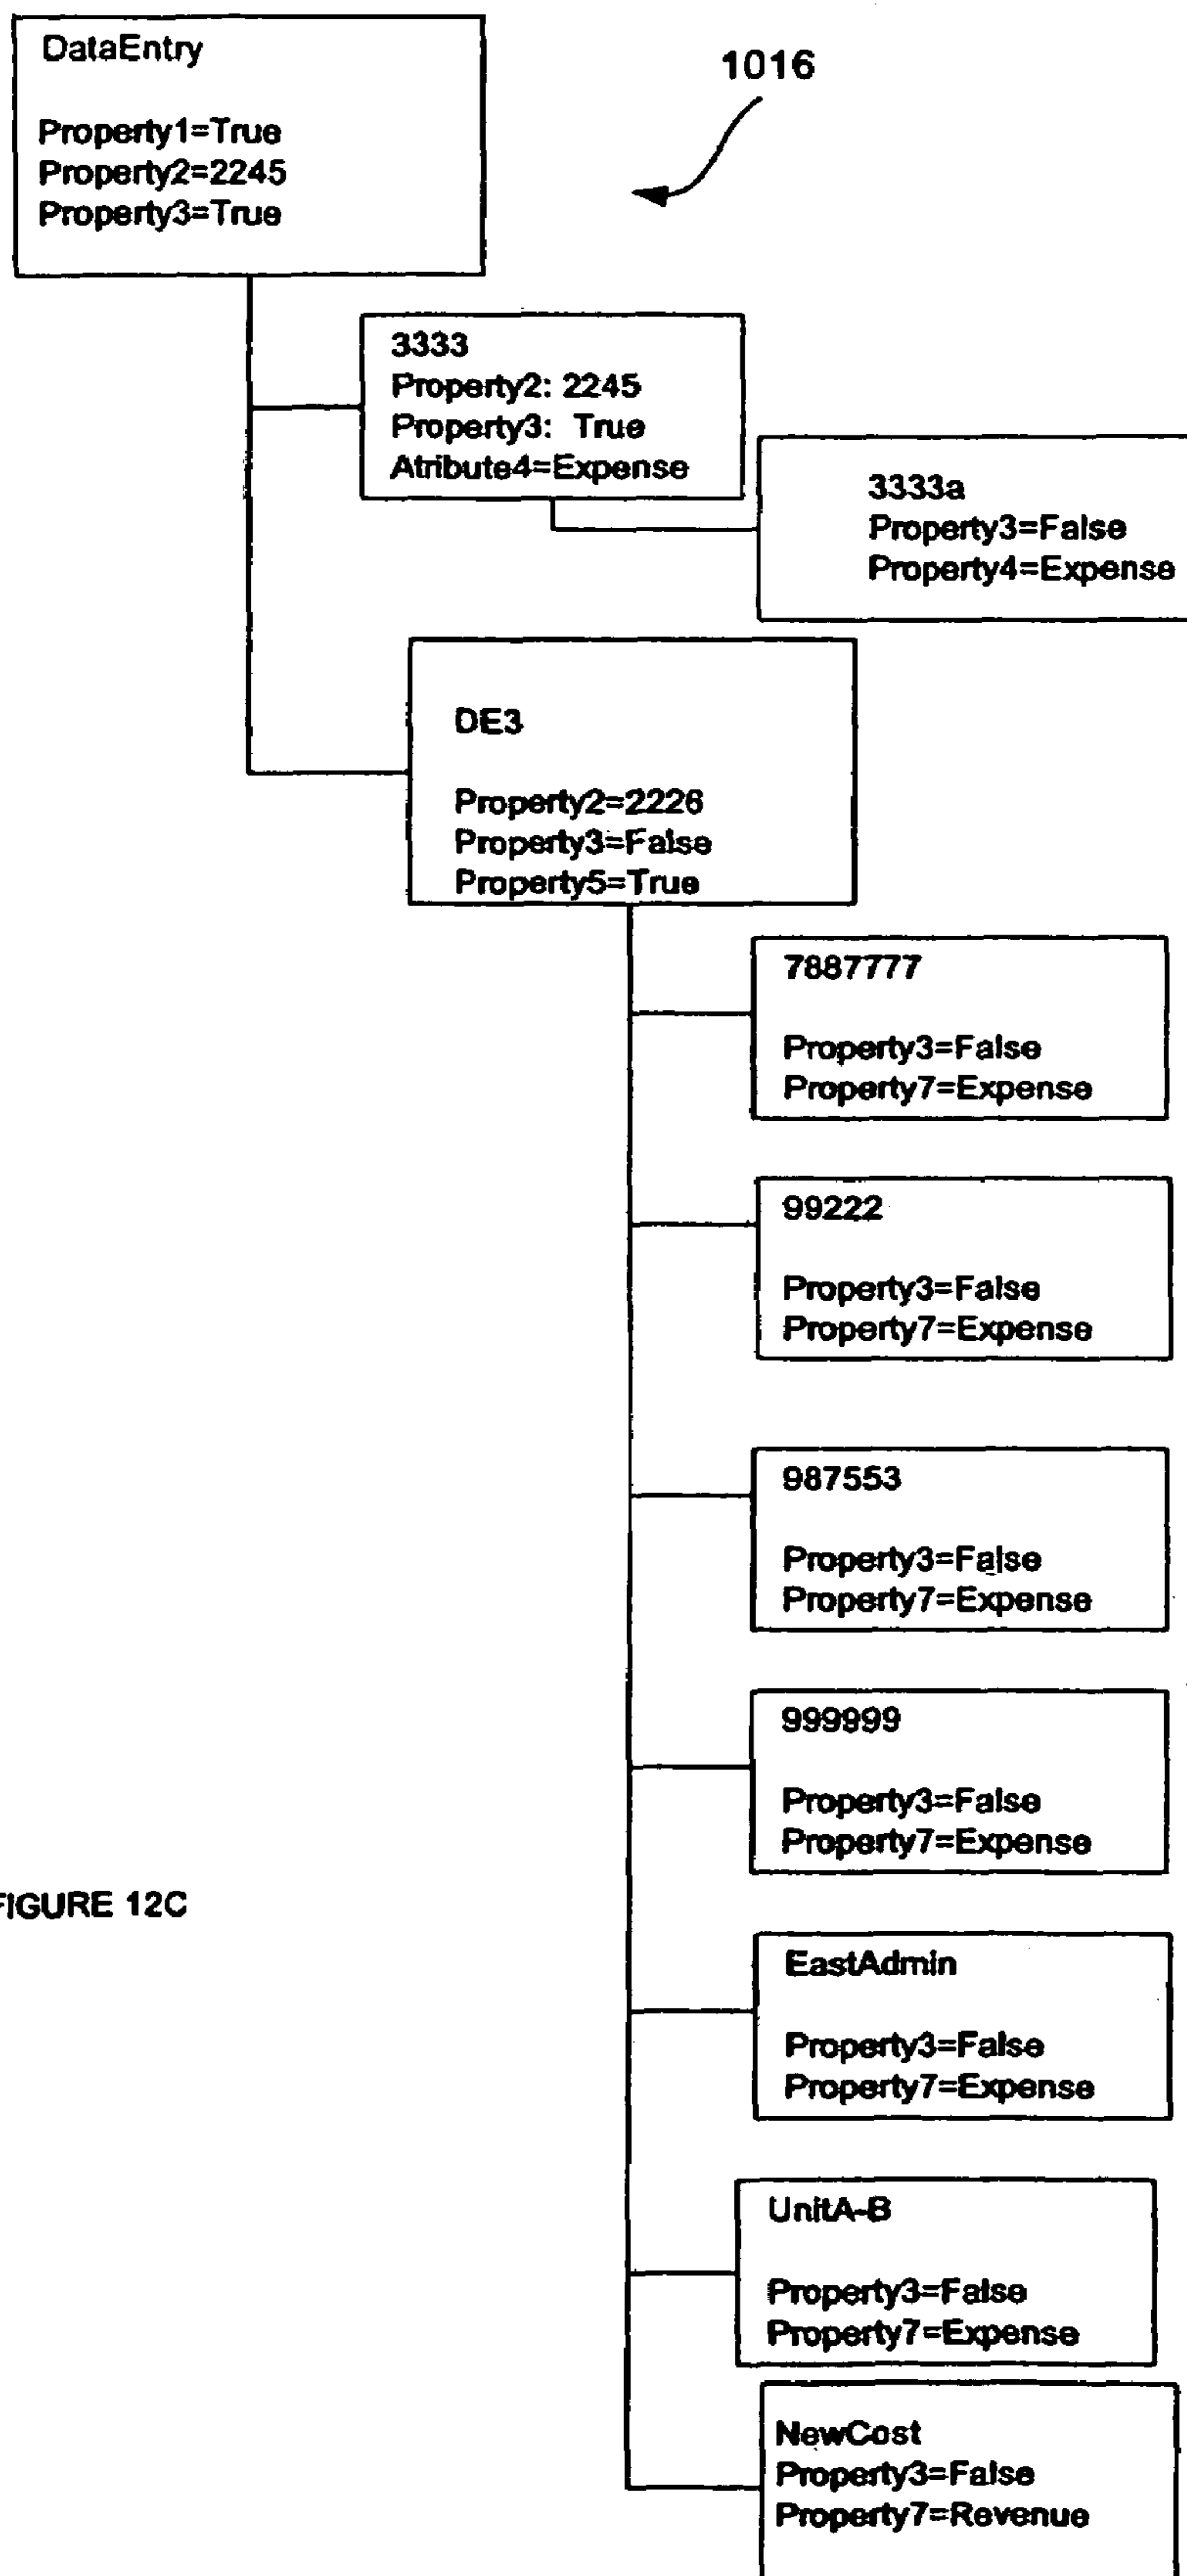 DataEntry
Property1=True
Property2=2245
Property3=True
1016
3333
Property2: 2245
Property3: True
Atribute4=Expense
3333a
Property3=False
Property4=Expense
DE3
Property2=2226
Property3=False
Property5=True
7887777
Property3=False
Property7=Expense
99222
Property3=False
Property7=Expense
987553
Property3=False
Property7=Expense
999999
Property3=False
Property7=Expense
FIGURE 12C
EastAdmin
Property3=False
Property7=Expense
UnitA-B
Property3=False
Property7=Expense
NewCost
Property3=False
Property7=Revenue